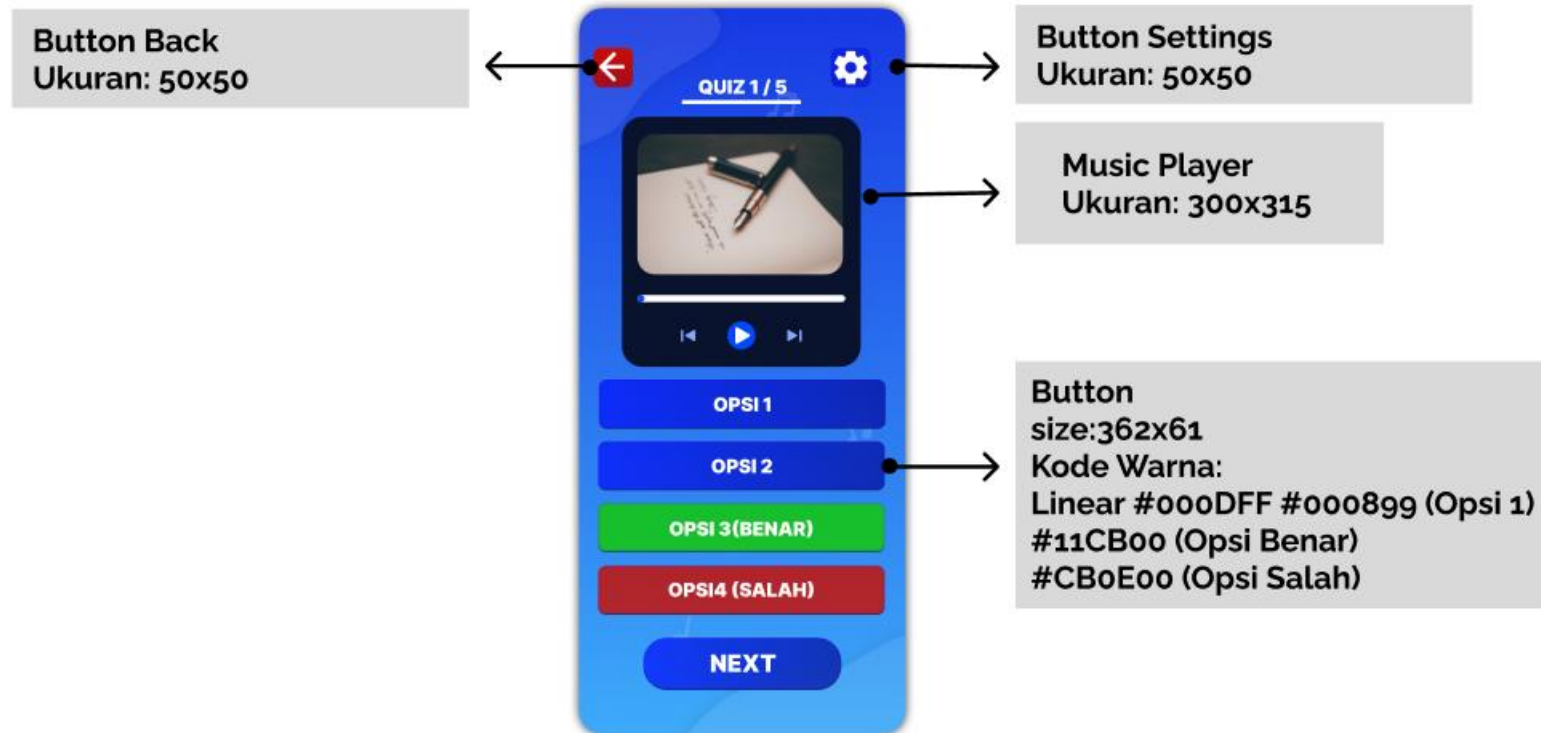 Button Back
Ukuran: 50x50
QUIZ 1 / 5
Button Settings
Ukuran: 50x50
Music Player
Ukuran: 300x315
OPSI 1
OPSI 2
OPSI 3(BENAR)
OPSI4 (SALAH)
NEXT
Button
size:362x61
Kode Warna:
Linear #000DFF #000899 (Opsi 1)
#11CB00 (Opsi Benar)
#CB0E00 (Opsi Salah)